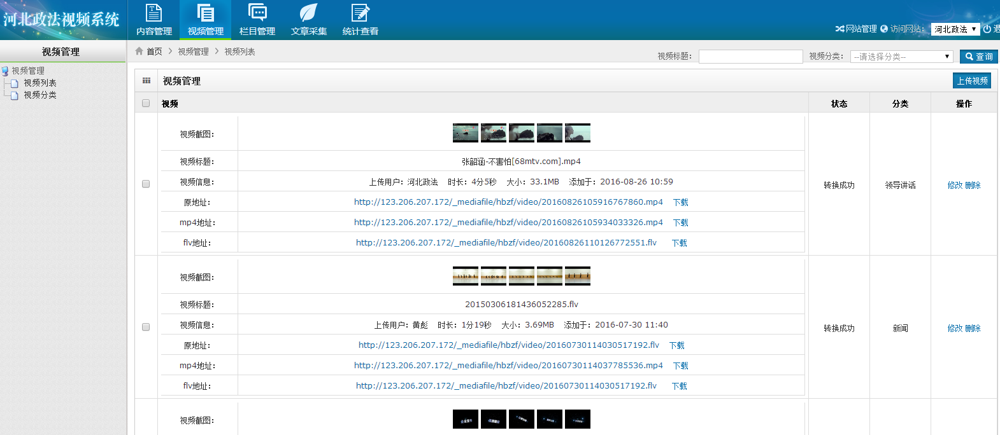 河北政法视频系统
内容管理 视频管理 栏目管理 文章采集 统计查看
网站管理 访问网站: 河北政法 退
视频管理
首页 视频管理 视频列表
视频标题: 视频分类: --请选择分类-- 查询
视频管理
视频列表
视频分类
视频管理 上传视频
视频 状态 分类 操作
视频截图:
视频标题: 张韶涵-不害怕[68mtv.com].mp4
视频信息: 上传用户: 河北政法 时长: 4分5秒 大小: 33.1MB 添加于: 2016-08-26 10:59
转换成功 领导讲话 修改 删除
原地址: http://123.206.207.172/_mediafile/hbzf/video/20160826105916767860.mp4 下载
mp4地址: http://123.206.207.172/_mediafile/hbzf/video/20160826105934033326.mp4 下载
flv地址: http://123.206.207.172/_mediafile/hbzf/video/20160826110126772551.flv 下载
视频截图:
视频标题: 20150306181436052285.flv
视频信息: 上传用户: 黄彪 时长: 1分19秒 大小: 3.69MB 添加于: 2016-07-30 11:40
转换成功 新闻 修改 删除
原地址: http://123.206.207.172/_mediafile/hbzf/video/20160730114030517192.flv 下载
mp4地址: http://123.206.207.172/_mediafile/hbzf/video/20160730114037785536.mp4 下载
flv地址: http://123.206.207.172/_mediafile/hbzf/video/20160730114030517192.flv 下载
视频截图: